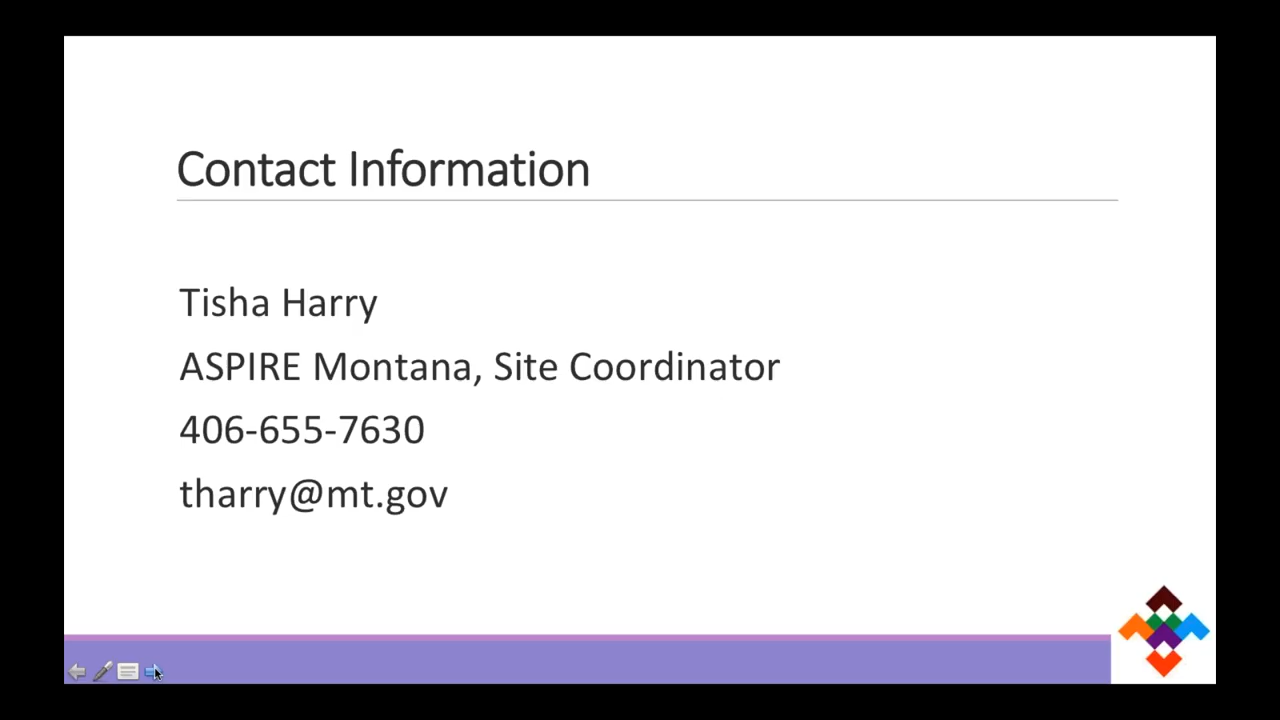 Contact Information
Tisha Harry
ASPIRE Montana, Site Coordinator
406-655-7630
tharry@mt.gov